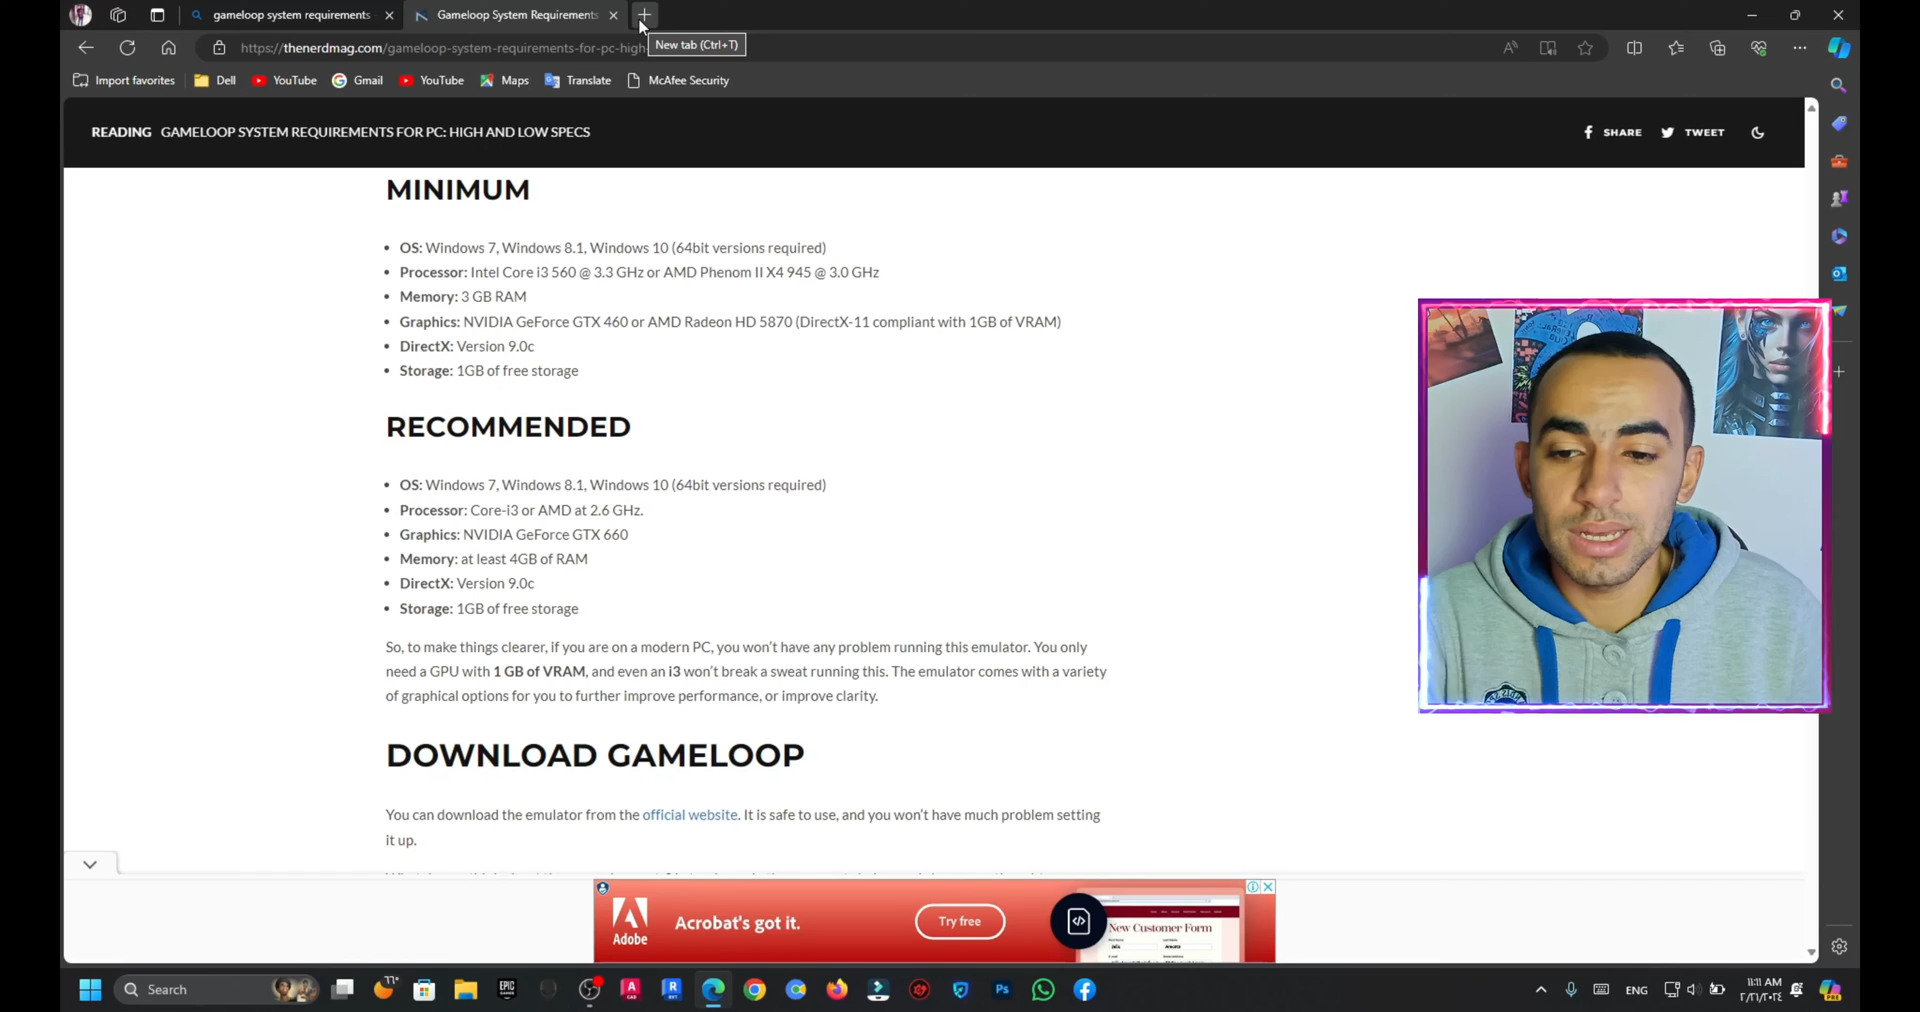 gameloop system requirements
Gameloop System Requirements
New tab (Ctrl+T)
https://thenerdmag.com/gameloop-system-requirements-for-pc-high-
Import favorites
Dell
YouTube
Gmail
YouTube
Maps
Translate
McAfee Security
READING GAMELOOP SYSTEM REQUIREMENTS FOR PC: HIGH AND LOW SPECS
SHARE
TWEET
MINIMUM
• OS: Windows 7, Windows 8.1, Windows 10 (64bit versions required)
• Processor: Intel Core i3 560 @ 3.3 GHz or AMD Phenom II X4 945 @ 3.0 GHz
• Memory: 3 GB RAM
• Graphics: NVIDIA GeForce GTX 460 or AMD Radeon HD 5870 (DirectX-11 compliant with 1GB of VRAM)
• DirectX: Version 9.0c
• Storage: 1GB of free storage
RECOMMENDED
• OS: Windows 7, Windows 8.1, Windows 10 (64bit versions required)
• Processor: Core-i3 or AMD at 2.6 GHz.
• Graphics: NVIDIA GeForce GTX 660
• Memory: at least 4GB of RAM
• DirectX: Version 9.0c
• Storage: 1GB of free storage
So, to make things clearer, if you are on a modern PC, you won't have any problem running this emulator. You only
need a GPU with 1 GB of VRAM, and even an i3 won't break a sweat running this. The emulator comes with a variety
of graphical options for you to further improve performance, or improve clarity.
DOWNLOAD GAMELOOP
You can download the emulator from the official website. It is safe to use, and you won't have much problem setting
it up.
Adobe
Acrobat's got it.
Try free
New Customer Form
Search
A
CAD
R
RVT
Ps
ENG
11:11 AM
٢/٢٦/٢٠٢٤
PRE